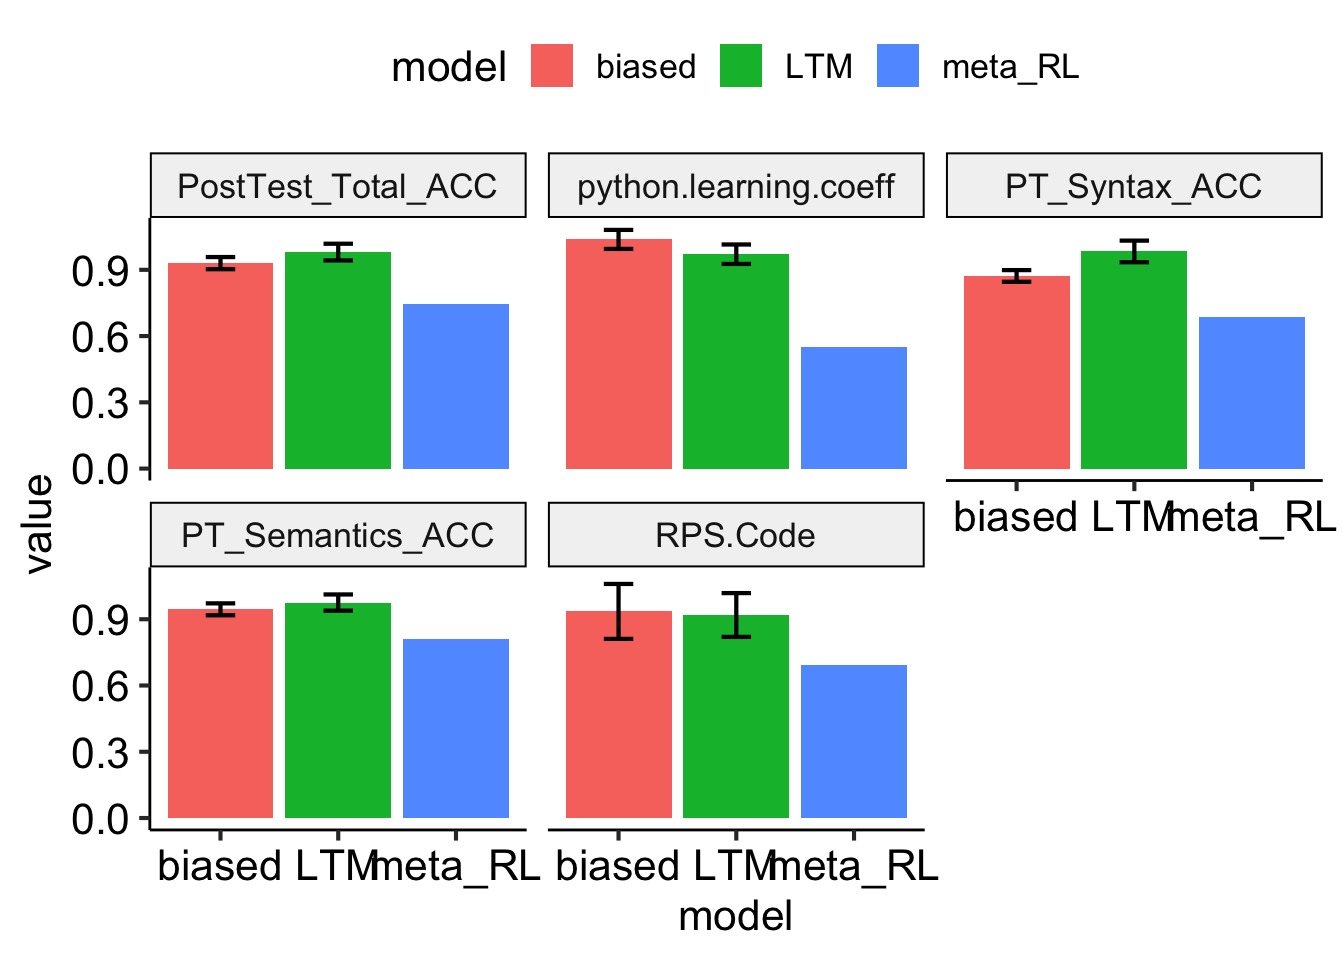 model biased LTM meta_RL
PostTest_Total_ACC python.learning.coeff PT_Syntax_ACC
0.9
0.6
0.3
0.0
biased LTM meta_RL
value
PT_Semantics_ACC RPS.Code
0.9
0.6
0.3
0.0
biased LTM meta_RL biased LTM meta_RL
model